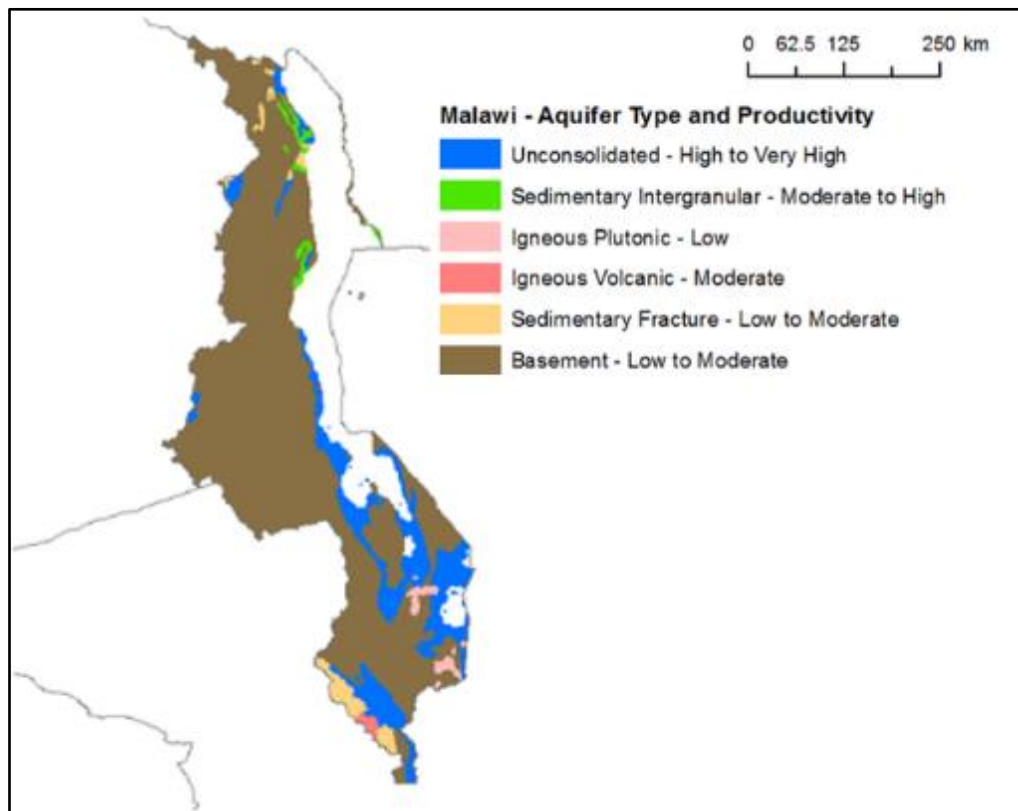 0 62.5 125 250 km
Malawi - Aquifer Type and Productivity
Unconsolidated - High to Very High
Sedimentary Intergranular - Moderate to High
Igneous Plutonic - Low
Igneous Volcanic - Moderate
Sedimentary Fracture - Low to Moderate
Basement - Low to Moderate